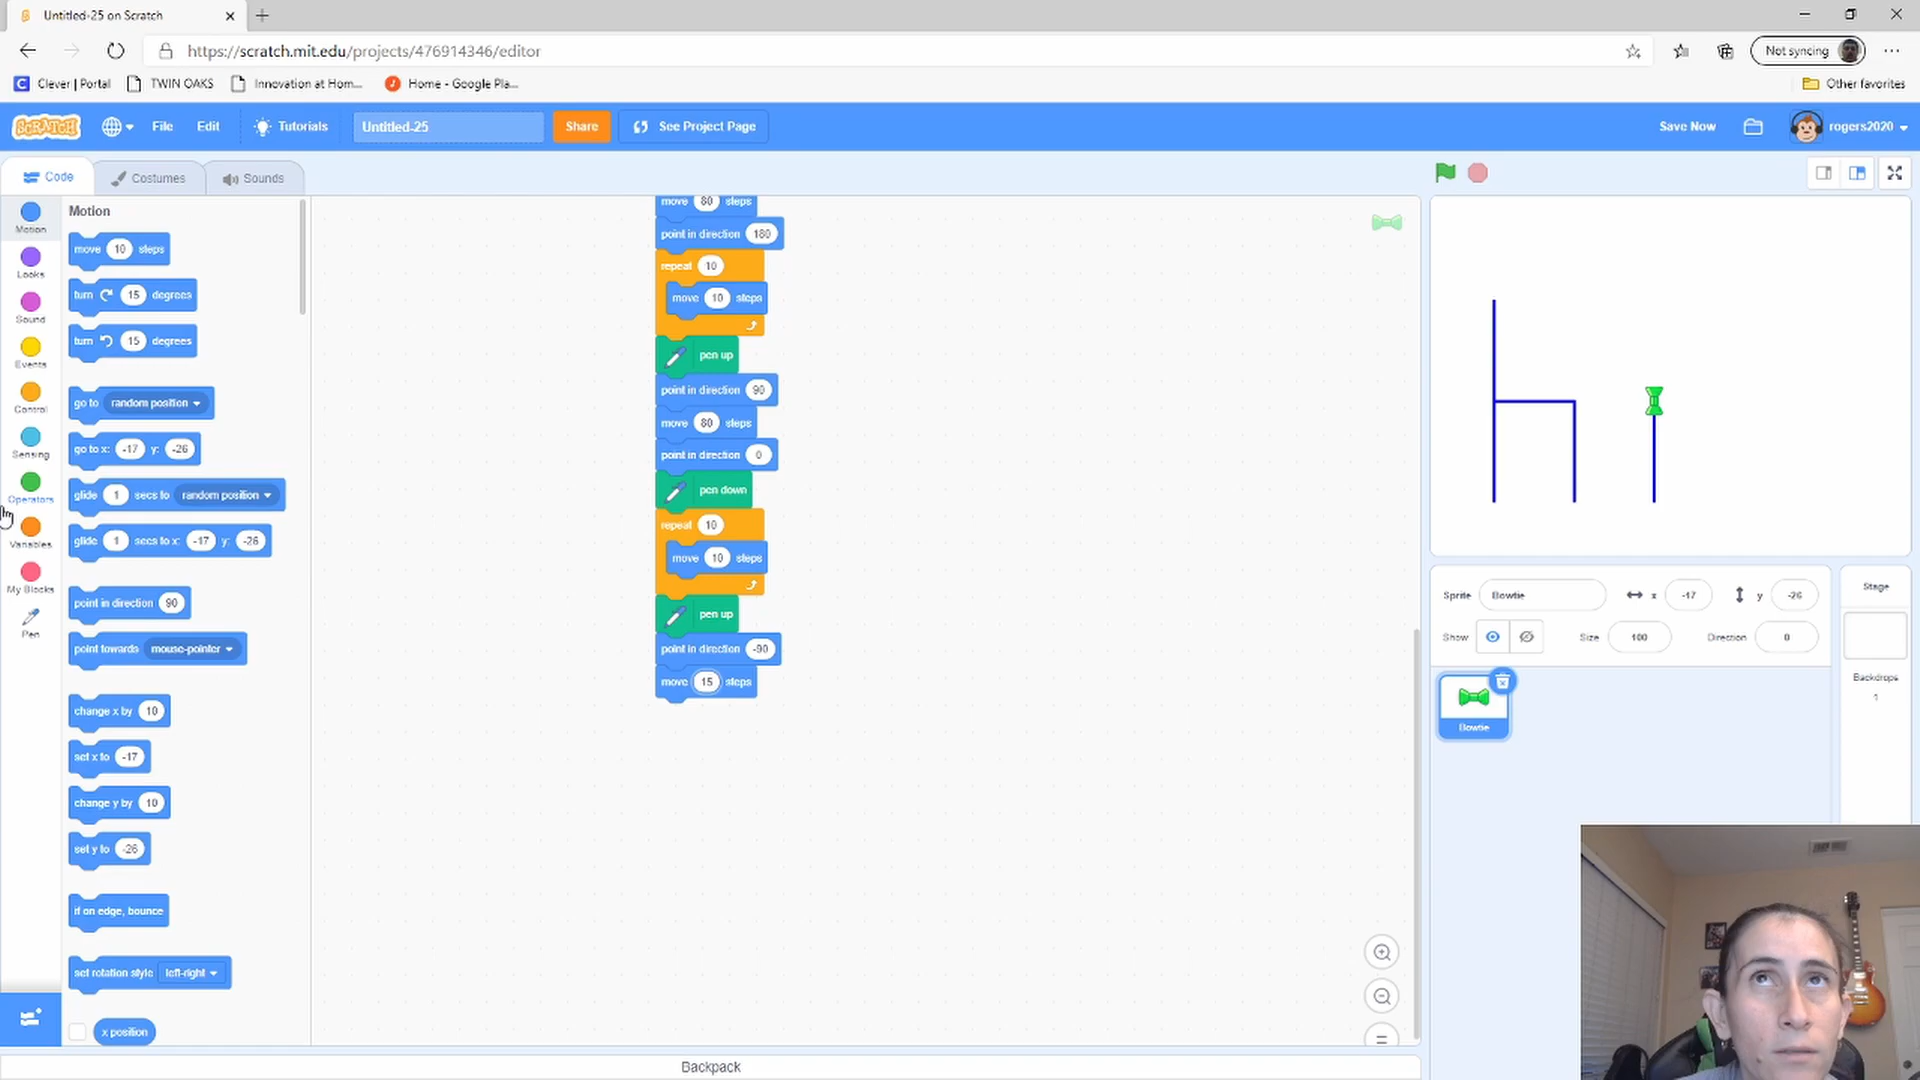 Untitled-25 on Scratch
https://scratch.mit.edu/projects/476914346/editor
Not syncing
Clever | Portal
TWIN OAKS
Innovation at Hom...
Home - Google Pla...
Other favorites
SCRATCH
File
Edit
Tutorials
Untitled-25
Share
See Project Page
Save Now
rogers2020
Code
Costumes
Sounds
Motion
Looks
Sound
Events
Control
Sensing
Operators
Variables
My Blocks
Pen
Motion
move 10 steps
turn 15 degrees
turn 15 degrees
go to random position
go to x: -17 y: -26
glide 1 secs to random position
glide 1 secs to x: -17 y: -26
point in direction 90
point towards mouse-pointer
change x by 10
set x to -17
change y by 10
set y to -26
if on edge, bounce
set rotation style left-right
x position
move 80 steps
point in direction 180
repeat 10
move 10 steps
pen up
point in direction 90
move 80 steps
point in direction 0
pen down
repeat 10
move 10 steps
pen up
point in direction -90
move 15 steps
Sprite Bowtie x -17 y -26
Show Size 100 Direction 0
Bowtie
Stage
Backdrops
1
Backpack